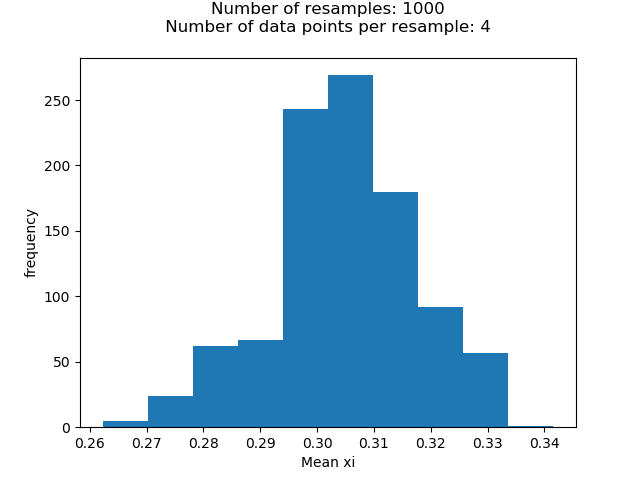 Number of resamples: 1000
Number of data points per resample: 4
250
200
150
100
50
0
frequency
0.26 0.27 0.28 0.29 0.30 0.31 0.32 0.33 0.34
Mean xi